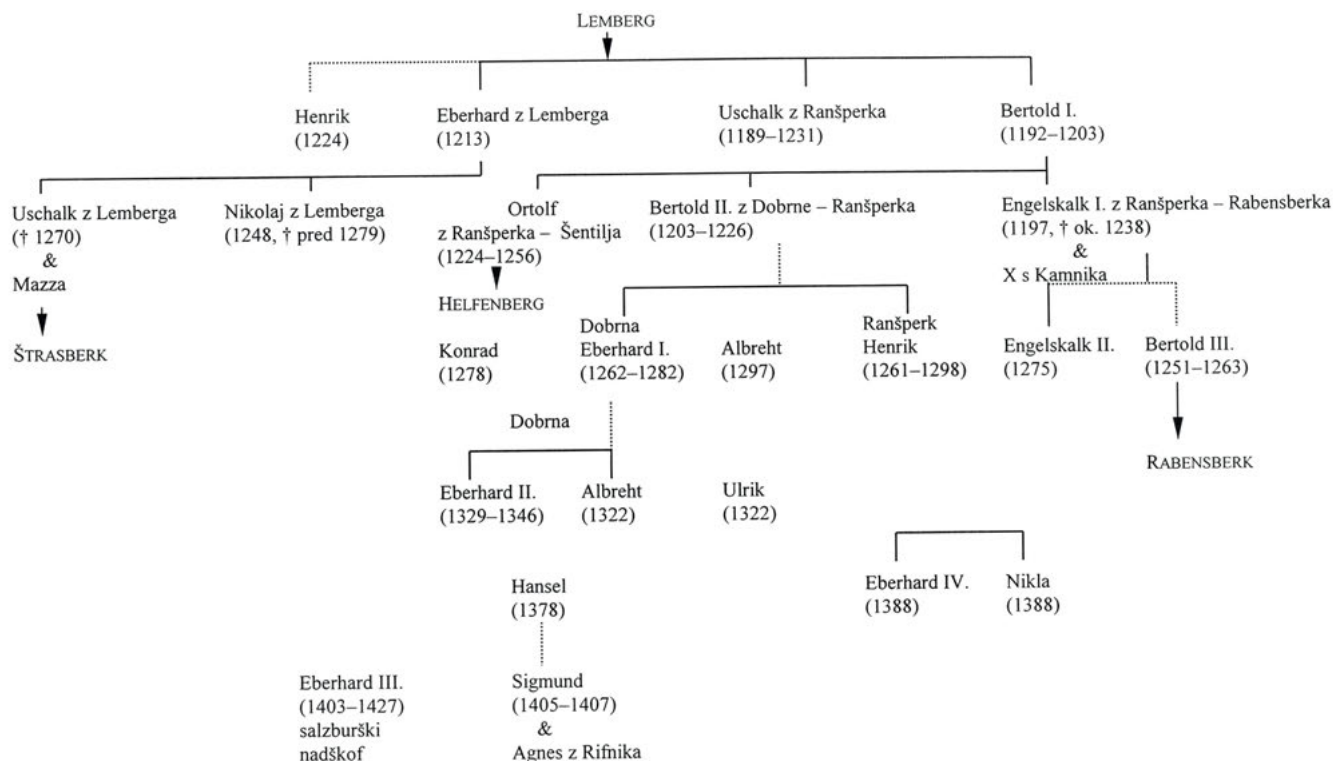 LEMBERG
Henrik
(1224)
Eberhard z Lemberga
(1213)
Uschalk z Ranšperka
(1189–1231)
Bertold I.
(1192–1203)
Uschalk z Lemberga
(† 1270)
&
Mazza
ŠTRASBERK
Nikolaj z Lemberga
(1248, † pred 1279)
Ortolf
z Ranšperka – Šentilja
(1224–1256)
HELFENBERG
Bertold II. z Dobrne – Ranšperka
(1203–1226)
Engelskalk I. z Ranšperka – Rabensberka
(1197, † ok. 1238)
&
X s Kamnika
Konrad
(1278)
Dobrna
Eberhard I.
(1262–1282)
Albreht
(1297)
Ranšperk
Henrik
(1261–1298)
Engelskalk II.
(1275)
Bertold III.
(1251–1263)
RABENSBERK
Dobrna
Eberhard II.
(1329–1346)
Albreht
(1322)
Ulrik
(1322)
Eberhard IV.
(1388)
Nikla
(1388)
Hansel
(1378)
Eberhard III.
(1403–1427)
salzburški
nadškof
Sigmund
(1405–1407)
&
Agnes z Rifnika